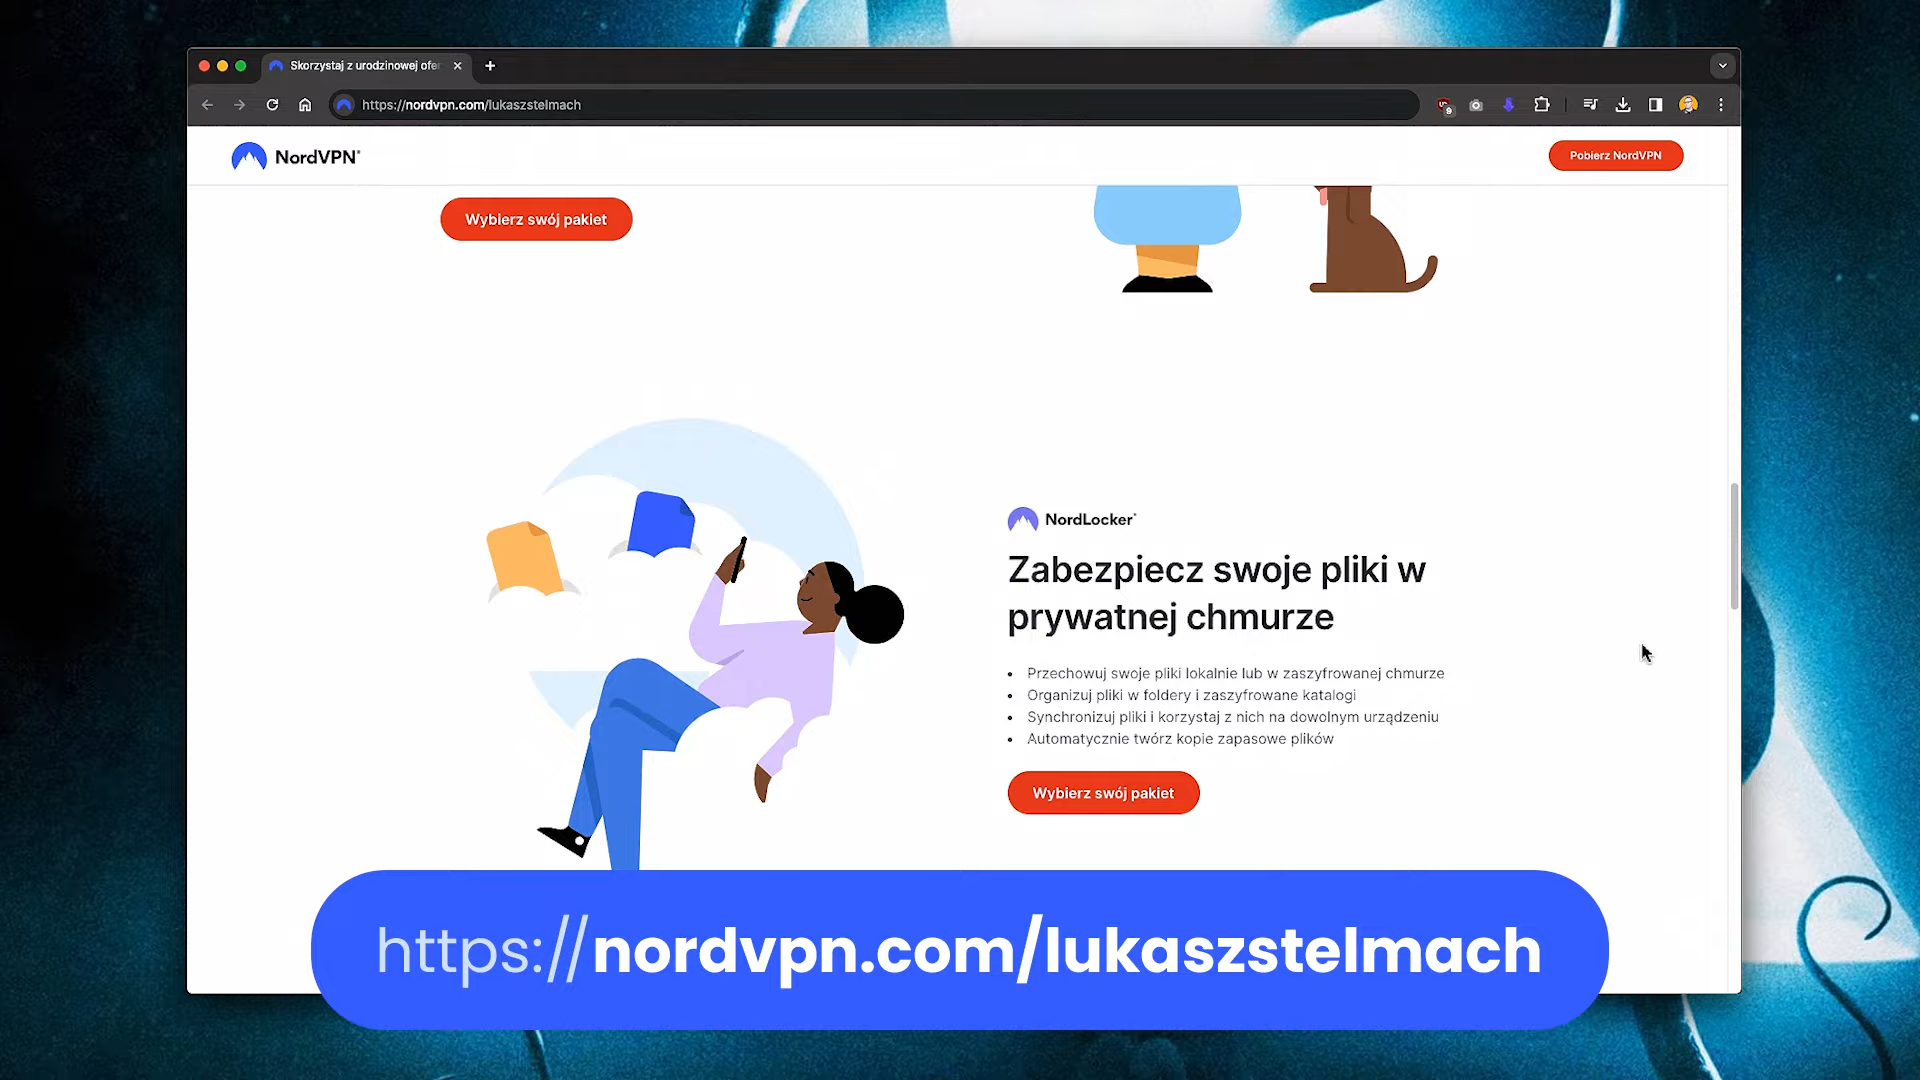 Skorzystaj z urodzinowej ofe
https://nordvpn.com/lukaszstelmach
9
NordVPN®
Pobierz NordVPN
Wybierz swój pakiet
NordLocker®
Zabezpiecz swoje pliki w
prywatnej chmurze
• Przechowuj swoje pliki lokalnie lub w zaszyfrowanej chmurze
• Organizuj pliki w foldery i zaszyfrowane katalogi
• Synchronizuj pliki i korzystaj z nich na dowolnym urządzeniu
• Automatycznie twórz kopie zapasowe plików
Wybierz swój pakiet
https://nordvpn.com/lukaszstelmach